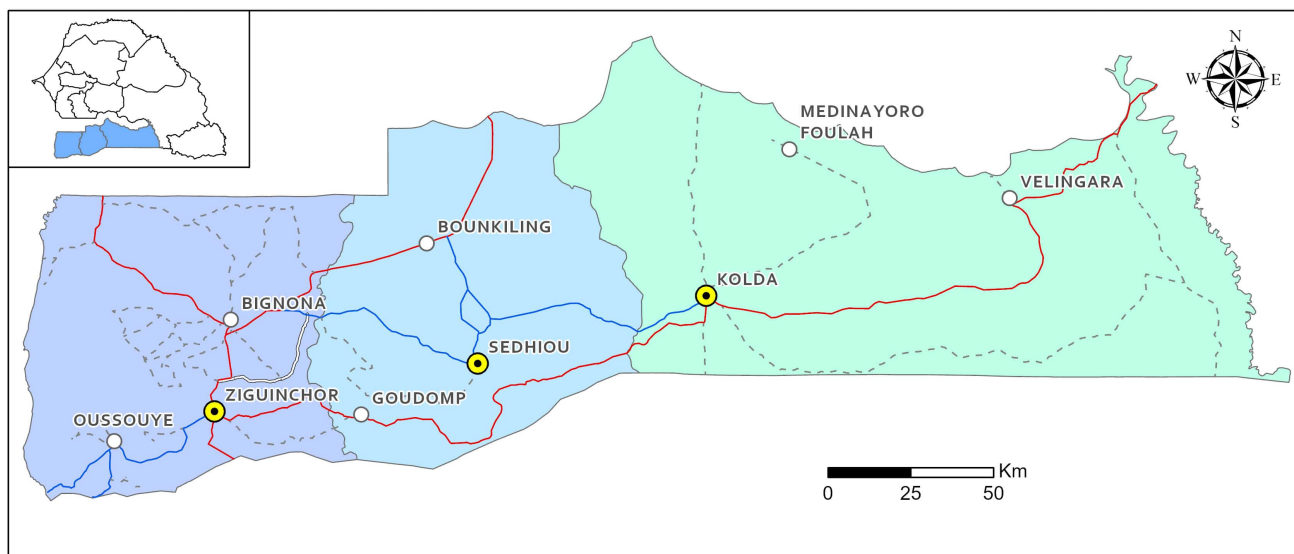 N
W E
S
MEDINAYORO
FOULAH
VELINGARA
BOUNKILING
KOLDA
BIGNONA
SEDHIOU
ZIGUINCHOR
GOUDOMP
OUSSOUYE
Km
0 25 50